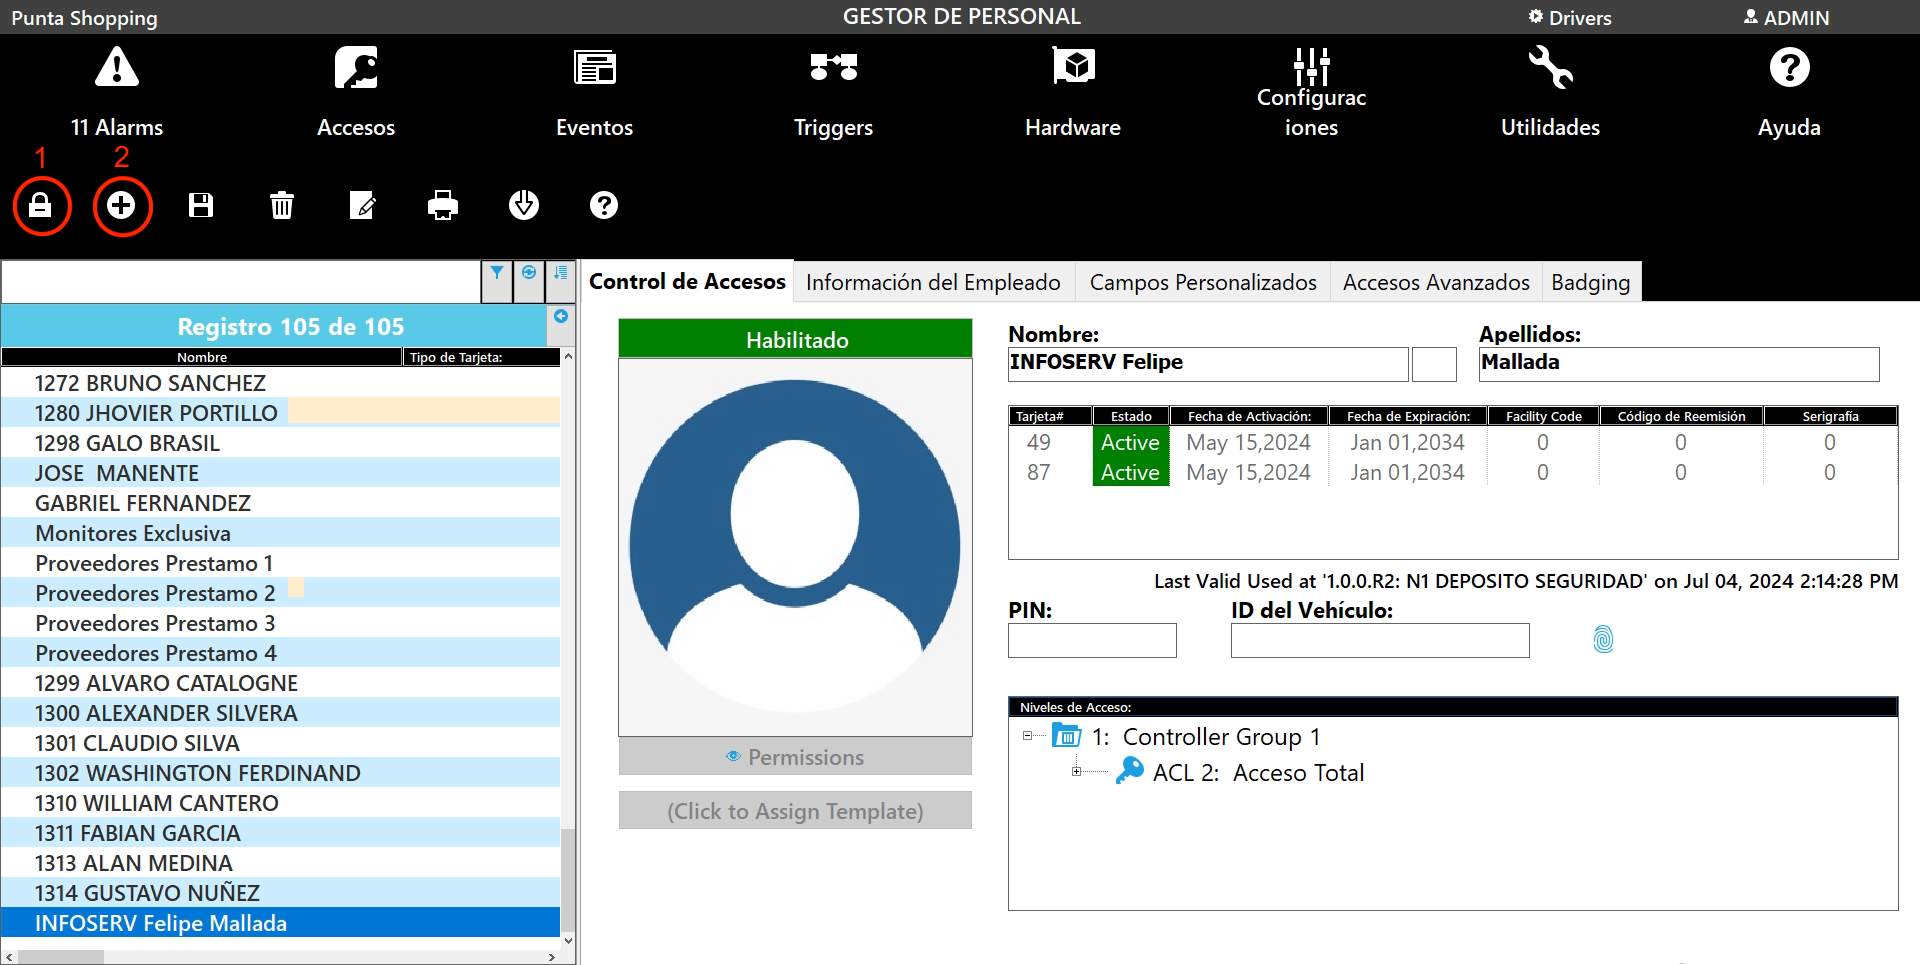 Punta Shopping
GESTOR DE PERSONAL
Drivers
ADMIN
11 Alarms
Accesos
Eventos
Triggers
Hardware
Configurac
iones
Utilidades
Ayuda
1
2
Control de Accesos
Información del Empleado
Campos Personalizados
Accesos Avanzados
Badging
Registro 105 de 105
Nombre
Tipo de Tarjeta:
1272 BRUNO SANCHEZ
1280 JHOVIER PORTILLO
1298 GALO BRASIL
JOSE  MANENTE
GABRIEL FERNANDEZ
Monitores Exclusiva
Proveedores Prestamo 1
Proveedores Prestamo 2
Proveedores Prestamo 3
Proveedores Prestamo 4
1299 ALVARO CATALOGNE
1300 ALEXANDER SILVERA
1301 CLAUDIO SILVA
1302 WASHINGTON FERDINAND
1310 WILLIAM CANTERO
1311 FABIAN GARCIA
1313 ALAN MEDINA
1314 GUSTAVO NUÑEZ
INFOSERV Felipe Mallada
Habilitado
Permissions
(Click to Assign Template)
Nombre:
Apellidos:
INFOSERV Felipe
Mallada
Tarjeta# Estado Fecha de Activación: Fecha de Expiración: Facility Code Código de Reemisión Serigrafía
49 Active May 15,2024 Jan 01,2034 0 0 0
87 Active May 15,2024 Jan 01,2034 0 0 0
Last Valid Used at '1.0.0.R2: N1 DEPOSITO SEGURIDAD' on Jul 04, 2024 2:14:28 PM
PIN:
ID del Vehículo:
Niveles de Acceso:
1:  Controller Group 1
ACL 2:  Acceso Total